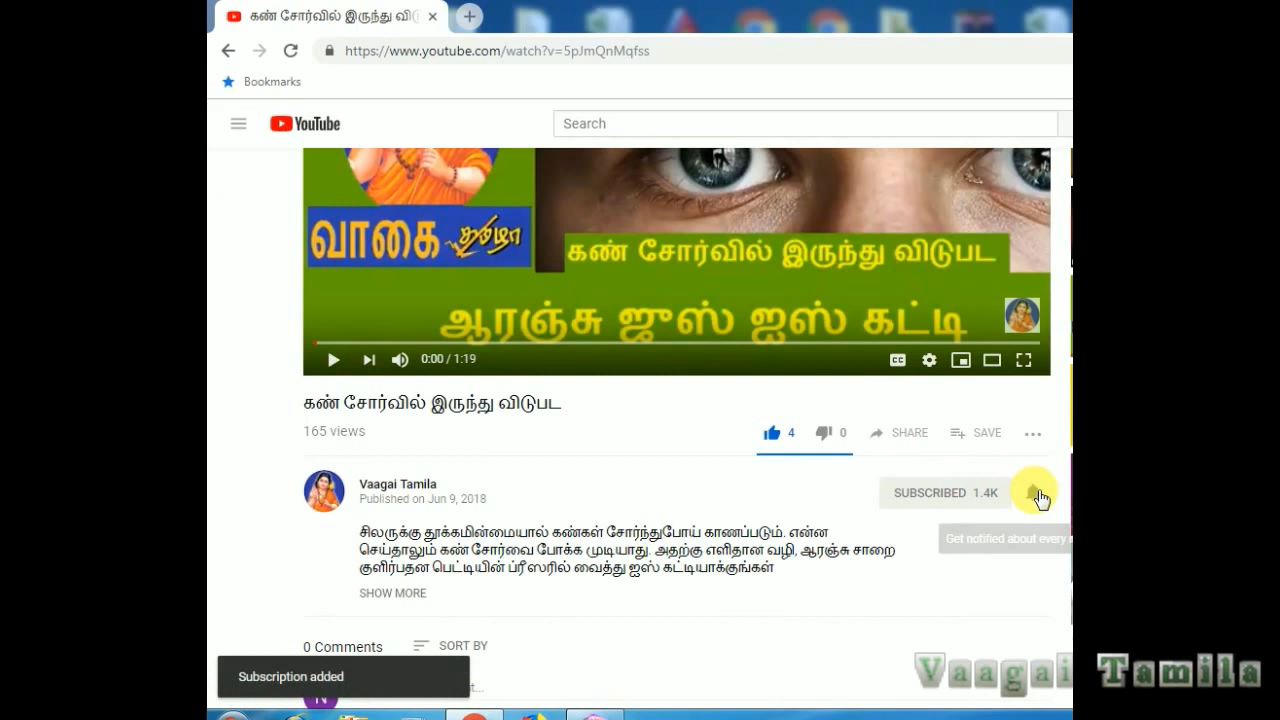 கண் சோர்வில் இருந்து விடு
https://www.youtube.com/watch?v=5pJmQnMqfss
Bookmarks
YouTube
Search
வாகை தமிழா
கண் சோர்வில் இருந்து விடுபட
ஆரஞ்சு ஜுஸ் ஐஸ் கட்டி
0:00 / 1:19
CC
கண் சோர்வில் இருந்து விடுபட
165 views
4 0 SHARE SAVE
Vaagai Tamila
Published on Jun 9, 2018
SUBSCRIBED 1.4K
Get notified about every
சிலருக்கு தூக்கமின்மையால் கண்கள் சோர்ந்துபோய் காணப்படும். என்ன
செய்தாலும் கண் சோர்வை போக்க முடியாது. அதற்கு எளிதான வழி, ஆரஞ்சு சாறை
குளிர்பதன பெட்டியின் ப்ரீஸரில் வைத்து ஐஸ் கட்டியாக்குங்கள்
SHOW MORE
0 Comments SORT BY
Subscription added
Vaagai Tamila